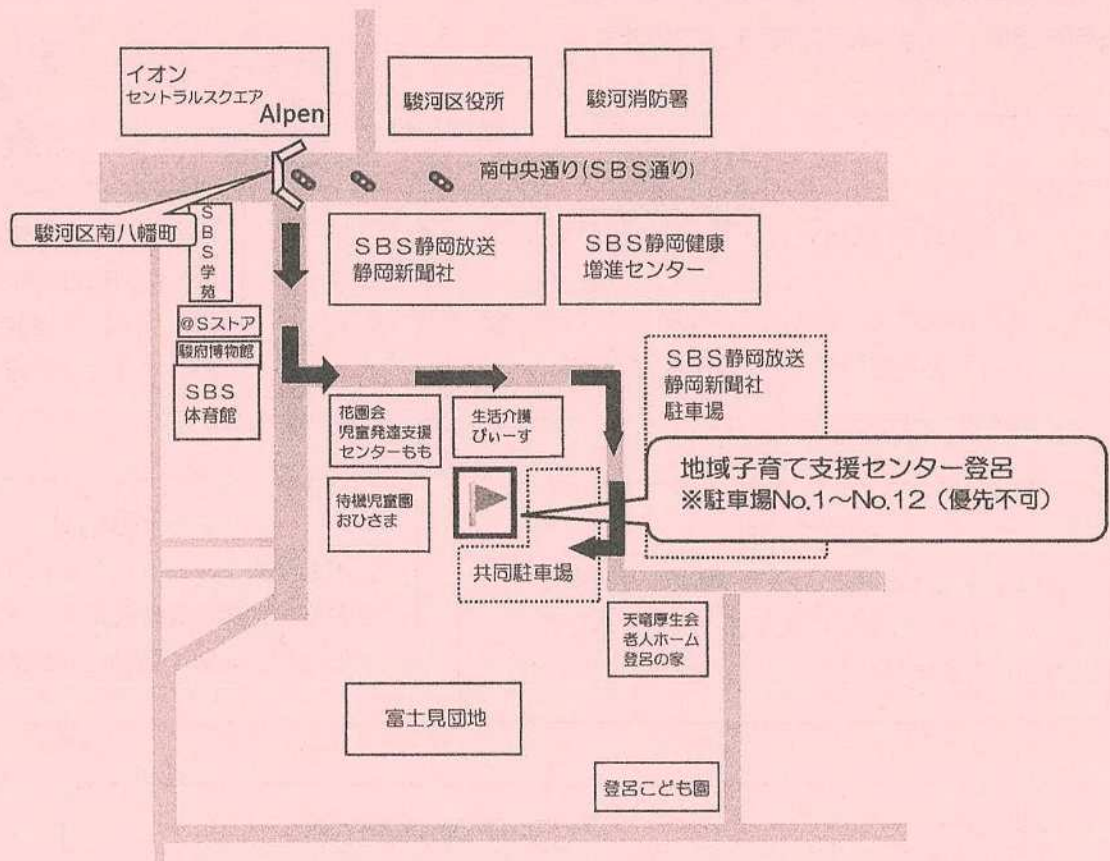 イオン
セントラルスクエア
Alpen
駿河区役所
駿河消防署
南中央通り(SBS通り)
駿河区南八幡町
SBS学苑
SBS静岡放送
静岡新聞社
SBS静岡健康
増進センター
@Sストア
駿府博物館
SBS
体育館
SBS静岡放送
静岡新聞社
駐車場
花園会
児童発達支援
センターもも
生活介護
ぴぃーす
地域子育て支援センター登呂
※駐車場No.1~No.12(優先不可)
待機児童園
おひさま
共同駐車場
天竜厚生会
老人ホーム
登呂の家
富士見団地
登呂こども園